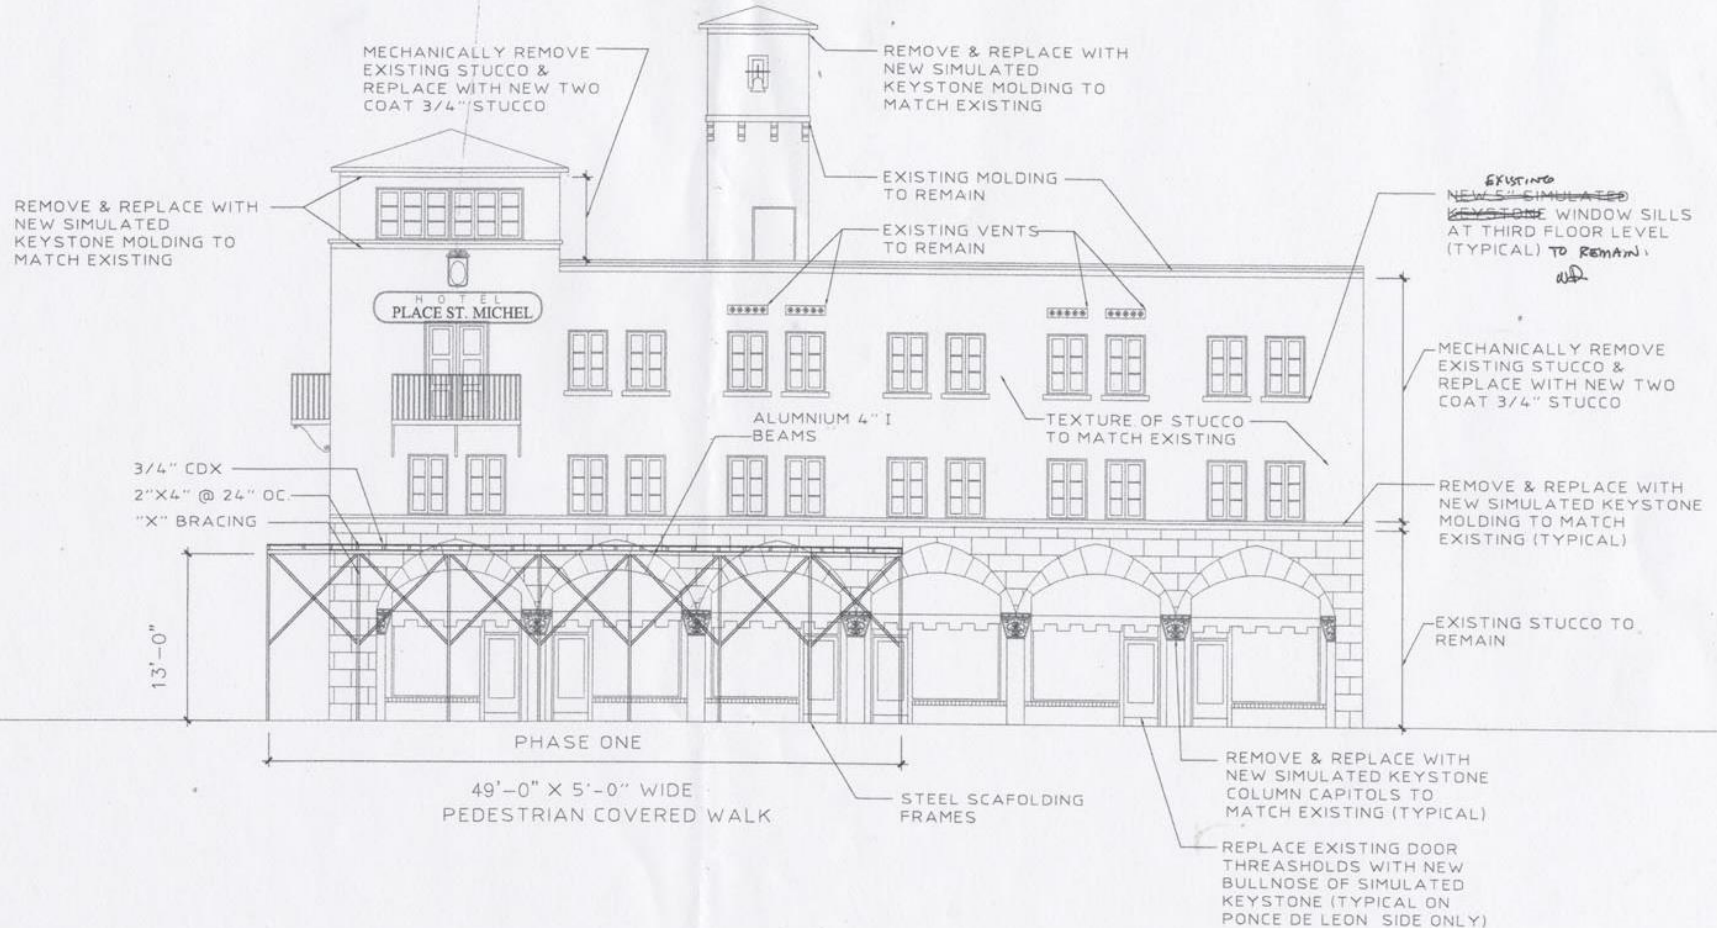 MECHANICALLY REMOVE
EXISTING STUCCO &
REPLACE WITH NEW TWO
COAT 3/4" STUCCO
REMOVE & REPLACE WITH
NEW SIMULATED
KEYSTONE MOLDING TO
MATCH EXISTING
REMOVE & REPLACE WITH
NEW SIMULATED
KEYSTONE MOLDING TO
MATCH EXISTING
EXISTING MOLDING
TO REMAIN
EXISTING VENTS
TO REMAIN
EXISTING
NEW 5" SIMULATED
KEYSTONE WINDOW SILLS
AT THIRD FLOOR LEVEL
(TYPICAL) TO REMAIN.
HOTEL
PLACE ST. MICHEL
MECHANICALLY REMOVE
EXISTING STUCCO &
REPLACE WITH NEW TWO
COAT 3/4" STUCCO
ALUMNIUM 4" I
BEAMS
TEXTURE OF STUCCO
TO MATCH EXISTING
3/4" CDX
2"X4" @ 24" OC.
"X" BRACING
REMOVE & REPLACE WITH
NEW SIMULATED KEYSTONE
MOLDING TO MATCH
EXISTING (TYPICAL)
13'-0"
EXISTING STUCCO TO
REMAIN
PHASE ONE
49'-0" X 5'-0" WIDE
PEDESTRIAN COVERED WALK
STEEL SCAFOLDING
FRAMES
REMOVE & REPLACE WITH
NEW SIMULATED KEYSTONE
COLUMN CAPITOLS TO
MATCH EXISTING (TYPICAL)
REPLACE EXISTING DOOR
THREASHOLDS WITH NEW
BULLNOSE OF SIMULATED
KEYSTONE (TYPICAL ON
PONCE DE LEON SIDE ONLY)